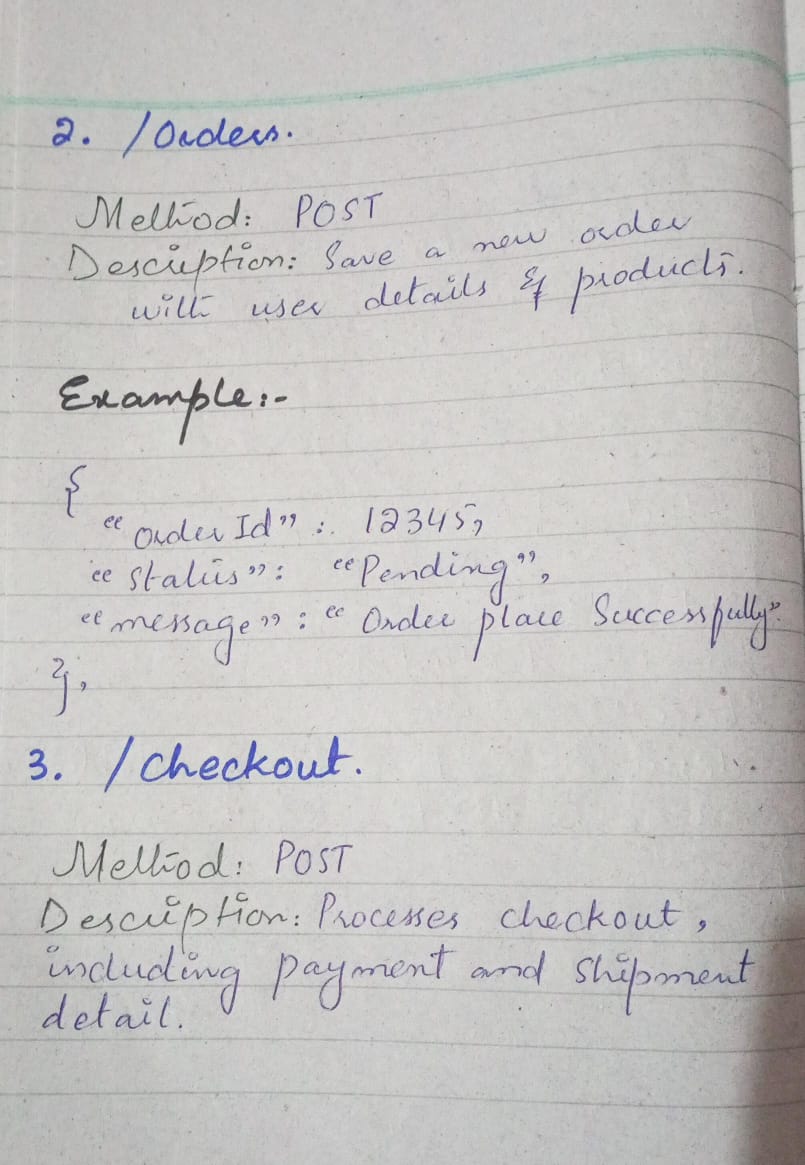 2. /Orders.
Method: POST
Description: Save a new order
with user details & products.
Example:-
{
"Order Id" : 12345,
"Status": "Pending",
"message": "Order place Successfully".
},
3. /checkout.
Method: POST
Description: Processes checkout,
including payment and shipment
detail.